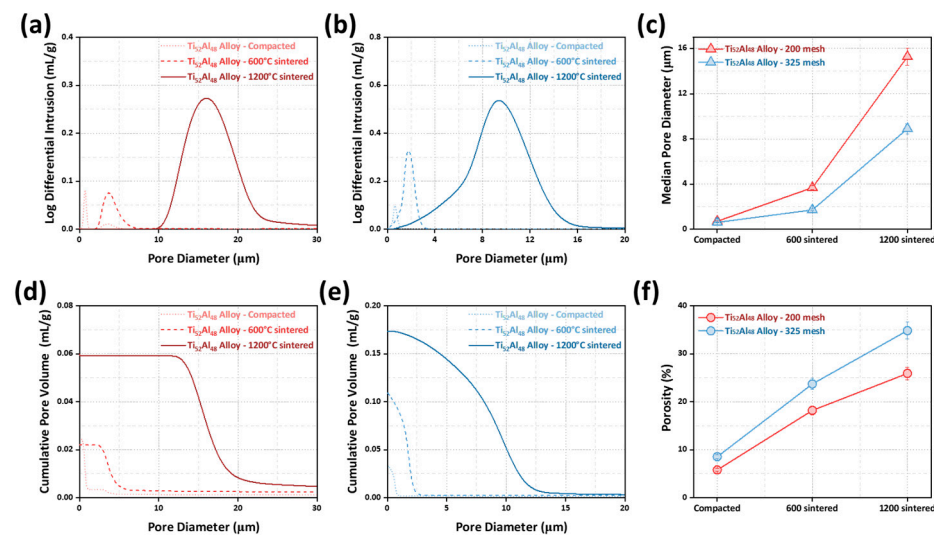 (a)
Log Differential Intrusion (mL/g)
0.4
0.3
0.2
0.1
0.0
Ti₅₂Al₄₈ Alloy - Compacted
Ti₅₂Al₄₈ Alloy - 600°C sintered
Ti₅₂Al₄₈ Alloy - 1200°C sintered
0 10 20 30
Pore Diameter (μm)
(b)
Log Differential Intrusion (mL/g)
0.8
0.6
0.4
0.2
0.0
Ti₅₂Al₄₈ Alloy - Compacted
Ti₅₂Al₄₈ Alloy - 600°C sintered
Ti₅₂Al₄₈ Alloy - 1200°C sintered
0 4 8 12 16 20
Pore Diameter (μm)
(c)
Median Pore Diameter (μm)
16
12
8
4
0
Ti₅₂Al₄₈ Alloy - 200 mesh
Ti₅₂Al₄₈ Alloy - 325 mesh
Compacted 600 sintered 1200 sintered
(d)
Cumulative Pore Volume (mL/g)
0.08
0.06
0.04
0.02
0.00
Ti₅₂Al₄₈ Alloy - Compacted
Ti₅₂Al₄₈ Alloy - 600°C sintered
Ti₅₂Al₄₈ Alloy - 1200°C sintered
0 10 20 30
Pore Diameter (μm)
(e)
Cumulative Pore Volume (mL/g)
0.20
0.15
0.10
0.05
0.00
Ti₅₂Al₄₈ Alloy - Compacted
Ti₅₂Al₄₈ Alloy - 600°C sintered
Ti₅₂Al₄₈ Alloy - 1200°C sintered
0 5 10 15 20
Pore Diameter (μm)
(f)
Porosity (%)
40
30
20
10
0
Ti₅₂Al₄₈ Alloy - 200 mesh
Ti₅₂Al₄₈ Alloy - 325 mesh
Compacted 600 sintered 1200 sintered